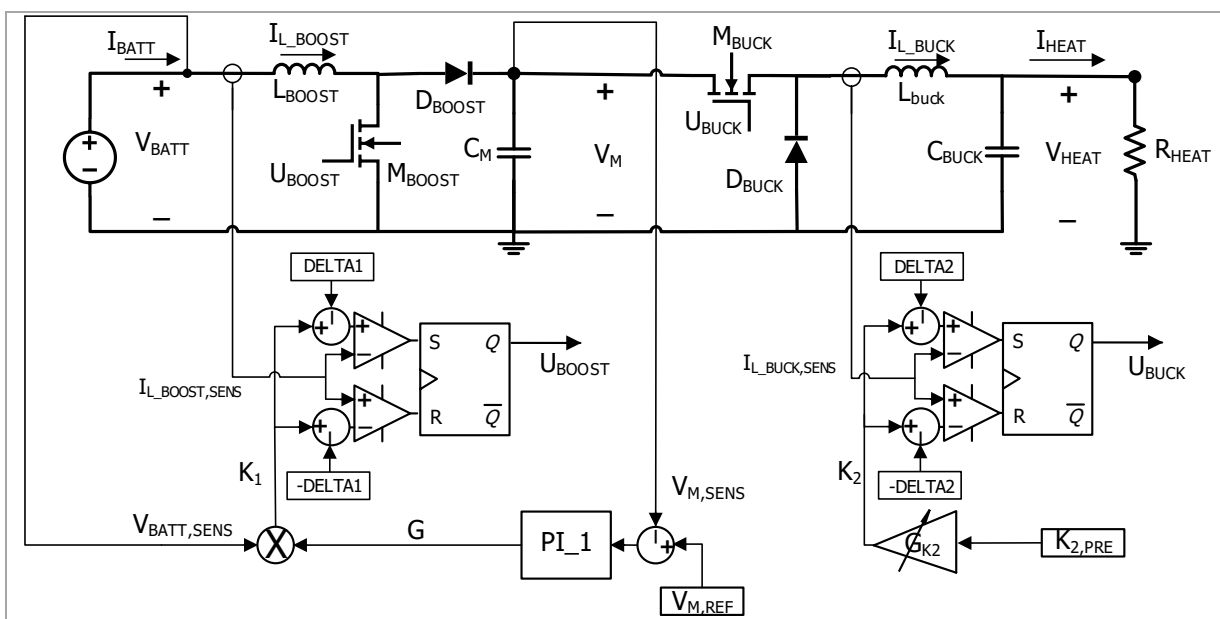 I_BATT
I_L_BOOST
M_BUCK
I_L_BUCK
I_HEAT
+
L_BOOST
D_BOOST
+
U_BUCK
L_buck
+
+
−
V_BATT
U_BOOST
M_BOOST
C_M
V_M
D_BUCK
C_BUCK
V_HEAT
R_HEAT
−
−
−
DELTA1
DELTA2
− + + S Q
− + + S Q
−
−
U_BOOST
U_BUCK
I_L_BOOST,SENS
I_L_BUCK,SENS
+
+
+ − R Q
+ − R Q
K_1
K_2
-DELTA1
-DELTA2
V_M,SENS
V_BATT,SENS
G
X
PI_1
− +
G_K2
K_2,PRE
V_M,REF